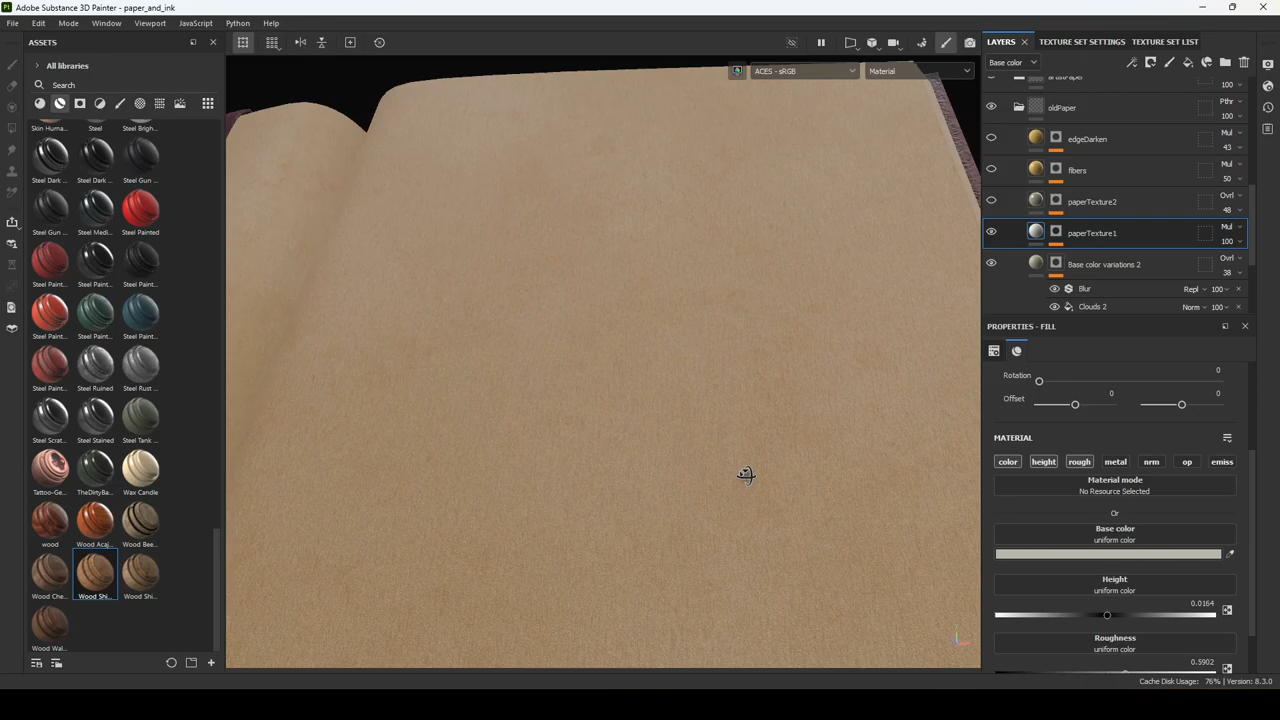 Adobe Substance 3D Painter - paper_and_ink
File Edit Mode Window Viewport JavaScript Python Help
ASSETS
All libraries
Search
Skin Huma... Steel Steel Brigh...
Steel Dark ... Steel Dark ... Steel Gun ...
Steel Gun ... Steel Medi... Steel Painted
Steel Paint... Steel Paint... Steel Paint...
Steel Paint... Steel Paint... Steel Paint...
Steel Paint... Steel Ruined Steel Rust ...
Steel Scrat... Steel Stained Steel Tank ...
Tattoo-Ge... TheDirtyBa... Wax Candle
wood Wood Acaj... Wood Bee...
Wood Che... Wood Shi... Wood Shi...
Wood Wal...
ACES - sRGB
Material
LAYERS TEXTURE SET SETTINGS TEXTURE SET LIST
Base color
artistPaper
100
oldPaper Pthr
100
edgeDarken Mul
43
fibers Mul
50
paperTexture2 Ovrl
48
paperTexture1 Mul
100
Base color variations 2 Ovrl
38
Blur Repl 100
Clouds 2 Norm 100
PROPERTIES - FILL
Rotation 0
Offset 0 0
MATERIAL
color height rough metal nrm op emiss
Material mode
No Resource Selected
Or
Base color
uniform color
Height
uniform color
0.0164
Roughness
uniform color
0.5902
Cache Disk Usage: 76% | Version: 8.3.0